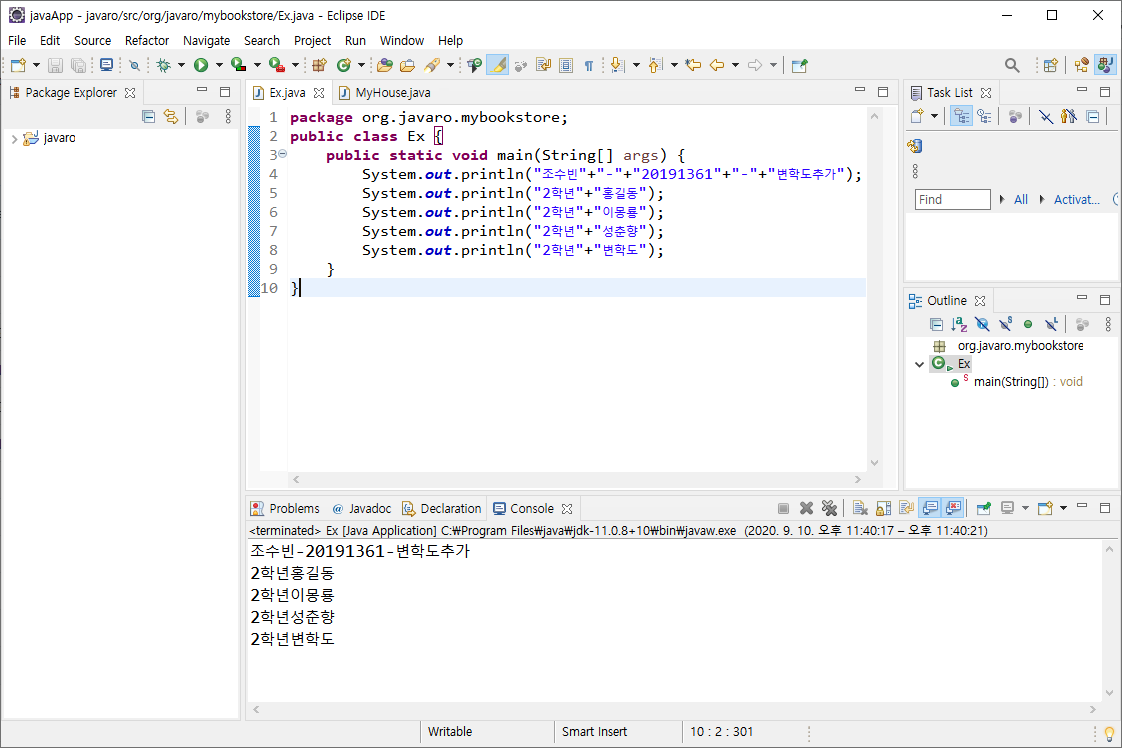 javaApp - javaro/src/org/javaro/mybookstore/Ex.java - Eclipse IDE
File Edit Source Refactor Navigate Search Project Run Window Help
Package Explorer
javaro
Ex.java MyHouse.java
1 package org.javaro.mybookstore;
2 public class Ex {
3 public static void main(String[] args) {
4 System.out.println("조수빈"+"-"+"20191361"+"-"+"변학도추가");
5 System.out.println("2학년"+"홍길동");
6 System.out.println("2학년"+"이몽룡");
7 System.out.println("2학년"+"성춘향");
8 System.out.println("2학년"+"변학도");
9 }
10 }
Task List
Find All Activat...
Outline
org.javaro.mybookstore
Ex
main(String[]) : void
Problems @ Javadoc Declaration Console
<terminated> Ex [Java Application] C:₩Program Files₩java₩jdk-11.0.8+10₩bin₩javaw.exe (2020. 9. 10. 오후 11:40:17 – 오후 11:40:21)
조수빈-20191361-변학도추가
2학년홍길동
2학년이몽룡
2학년성춘향
2학년변학도
Writable Smart Insert 10 : 2 : 301